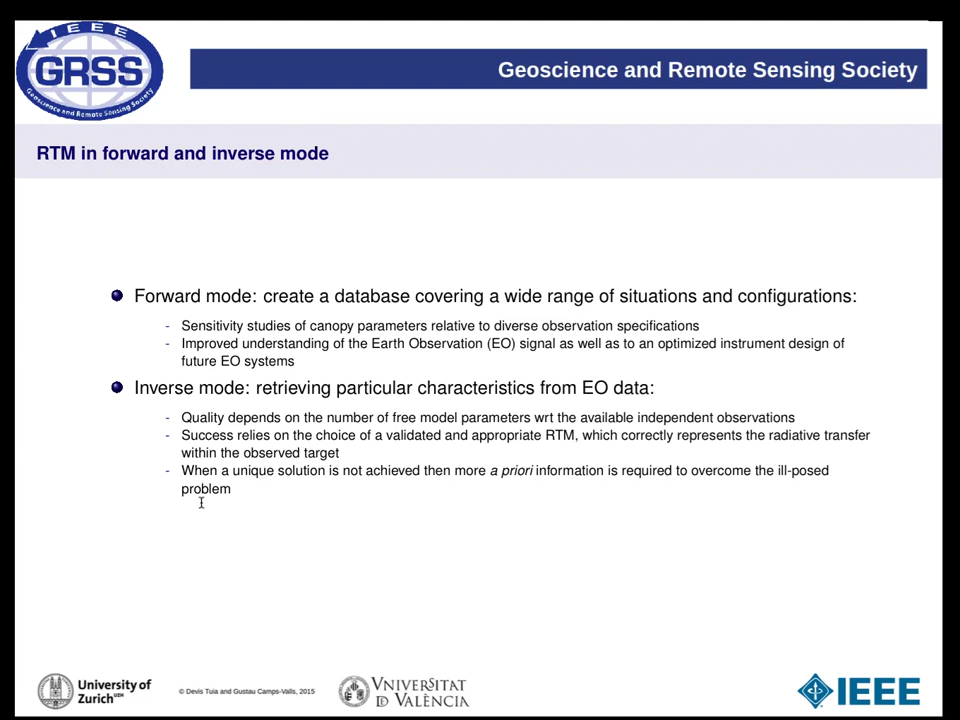 IEEE
GRSS
Geoscience and Remote Sensing Society
Geoscience and Remote Sensing Society
RTM in forward and inverse mode
Forward mode: create a database covering a wide range of situations and configurations:
- Sensitivity studies of canopy parameters relative to diverse observation specifications
- Improved understanding of the Earth Observation (EO) signal as well as to an optimized instrument design of
future EO systems
Inverse mode: retrieving particular characteristics from EO data:
- Quality depends on the number of free model parameters wrt the available independent observations
- Success relies on the choice of a validated and appropriate RTM, which correctly represents the radiative transfer
within the observed target
- When a unique solution is not achieved then more a priori information is required to overcome the ill-posed
problem
University of
Zurich UZH
© Devis Tuia and Gustau Camps-Valls, 2015
VNIVERSITAT
DE VALÈNCIA
IEEE